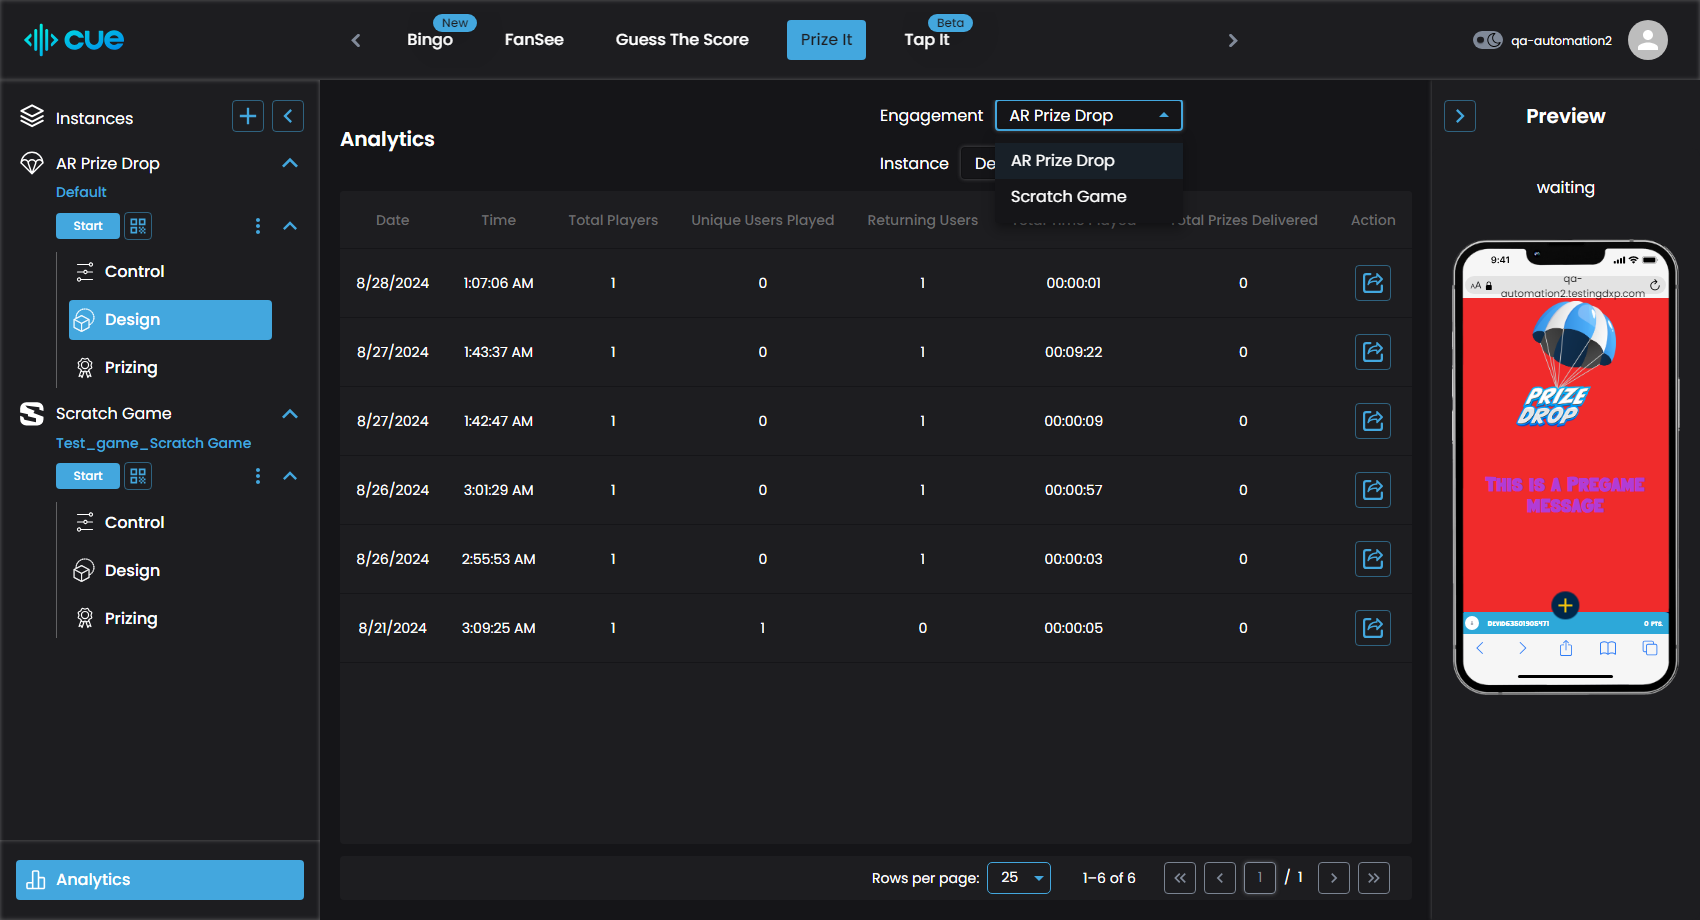 cue
New
Bingo
FanSee
Guess The Score
Prize It
Beta
Tap It
qa-automation2
Instances
AR Prize Drop
Default
Start
Control
Design
Prizing
Scratch Game
Test_game_Scratch Game
Start
Control
Design
Prizing
Analytics
Analytics
Engagement AR Prize Drop
AR Prize Drop
Scratch Game
Instance De
Date Time Total Players Unique Users Played Returning Users Total Time Played Total Prizes Delivered Action
8/28/2024 1:07:06 AM 1 0 1 00:00:01 0
8/27/2024 1:43:37 AM 1 0 1 00:09:22 0
8/27/2024 1:42:47 AM 1 0 1 00:00:09 0
8/26/2024 3:01:29 AM 1 0 1 00:00:57 0
8/26/2024 2:55:53 AM 1 0 1 00:00:03 0
8/21/2024 3:09:25 AM 1 1 0 00:00:05 0
Rows per page: 25 1–6 of 6 1 / 1
Preview
waiting
9:41
AA
qa-
automation2.testingdxp.com
PRIZE
DROP
This is a Pregame
message
0 PTS.